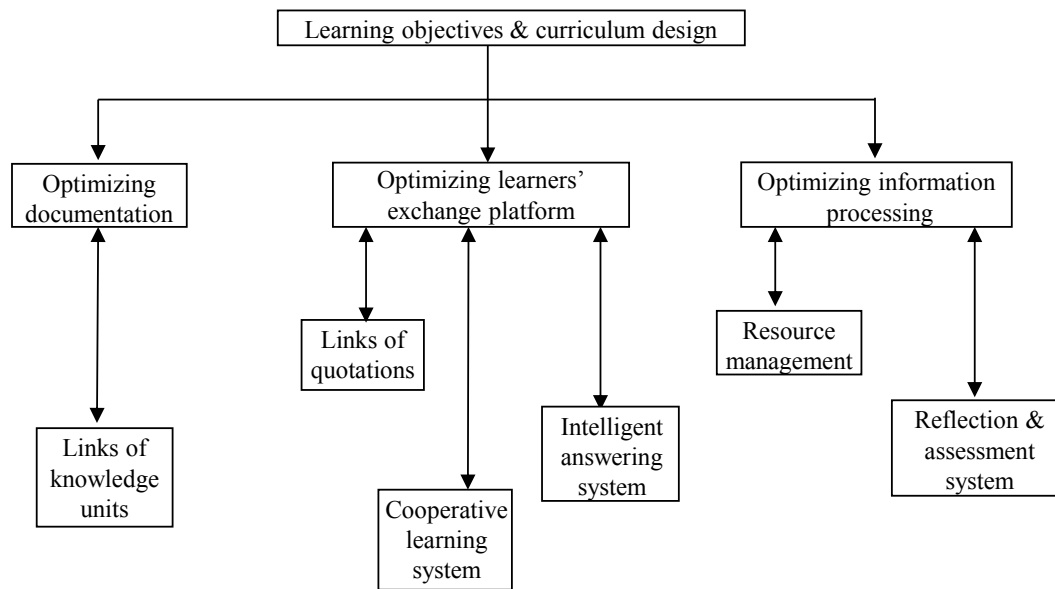 Learning objectives & curriculum design
Optimizing
documentation
Optimizing learners’
exchange platform
Optimizing information
processing
Links of
quotations
Resource
management
Links of
knowledge
units
Intelligent
answering
system
Reflection &
assessment
system
Cooperative
learning
system